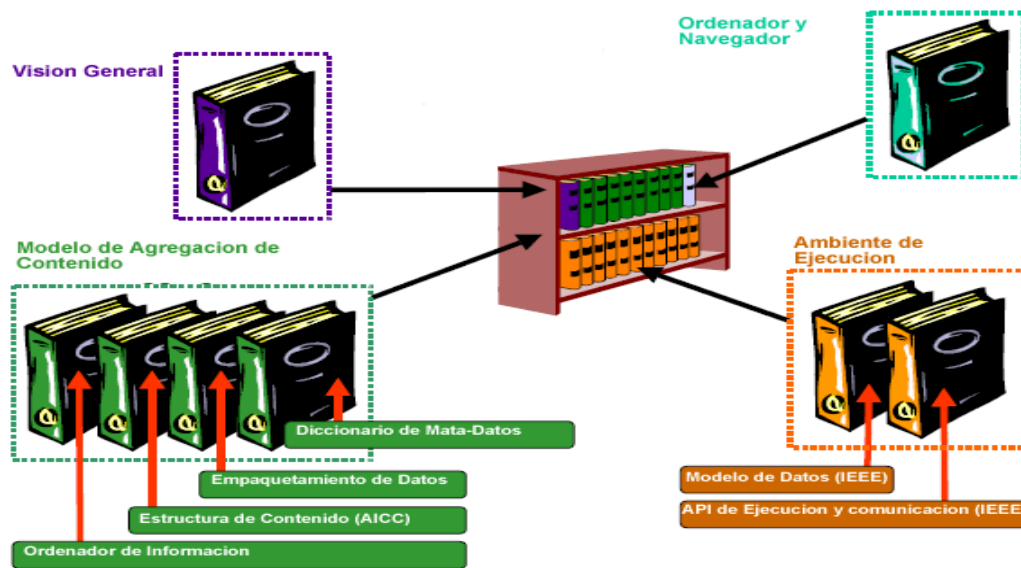 Vision General
Ordenador y
Navegador
Modelo de Agregacion de
Contenido
Ambiente de
Ejecucion
Diccionario de Mata-Datos
Empaquetamiento de Datos
Estructura de Contenido (AICC)
Ordenador de Informacion
Modelo de Datos (IEEE)
API de Ejecucion y comunicacion (IEEE